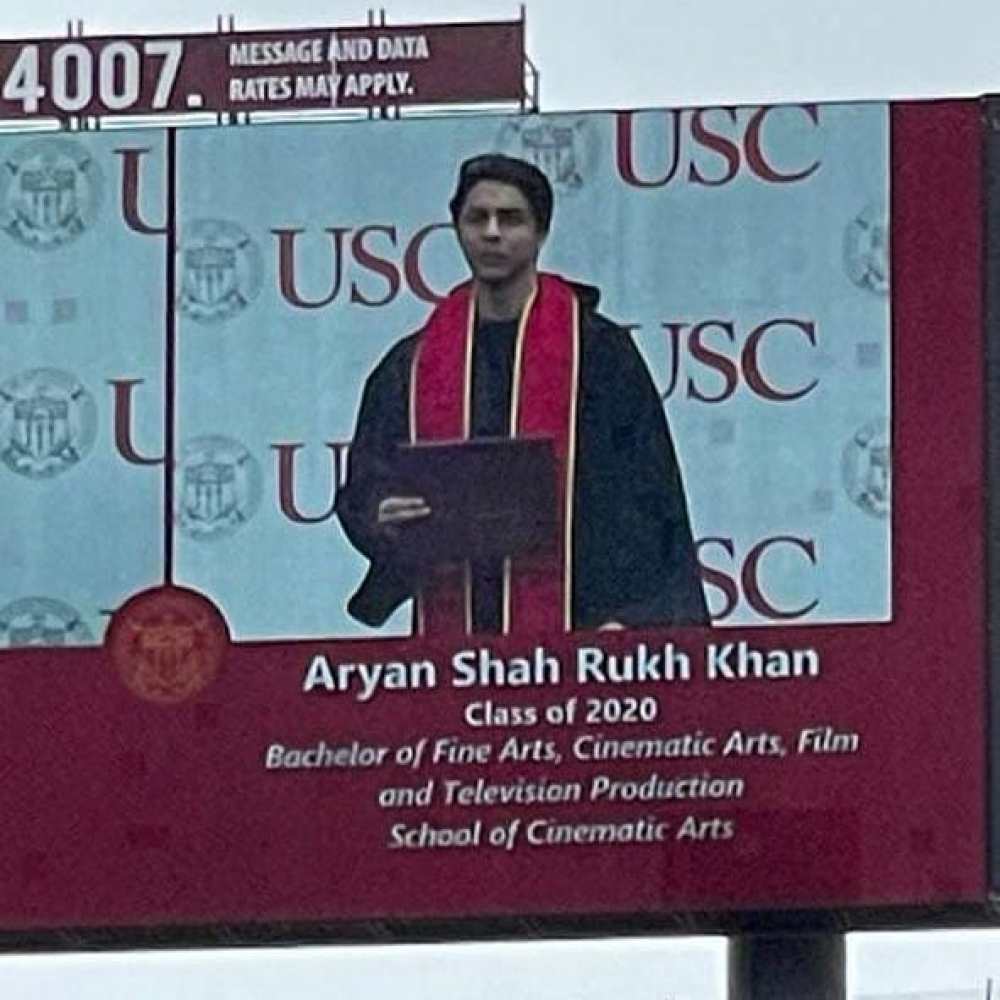 4007. MESSAGE AND DATA
RATES MAY APPLY.
USC
USC
USC
USC
Aryan Shah Rukh Khan
Class of 2020
Bachelor of Fine Arts, Cinematic Arts, Film
and Television Production
School of Cinematic Arts